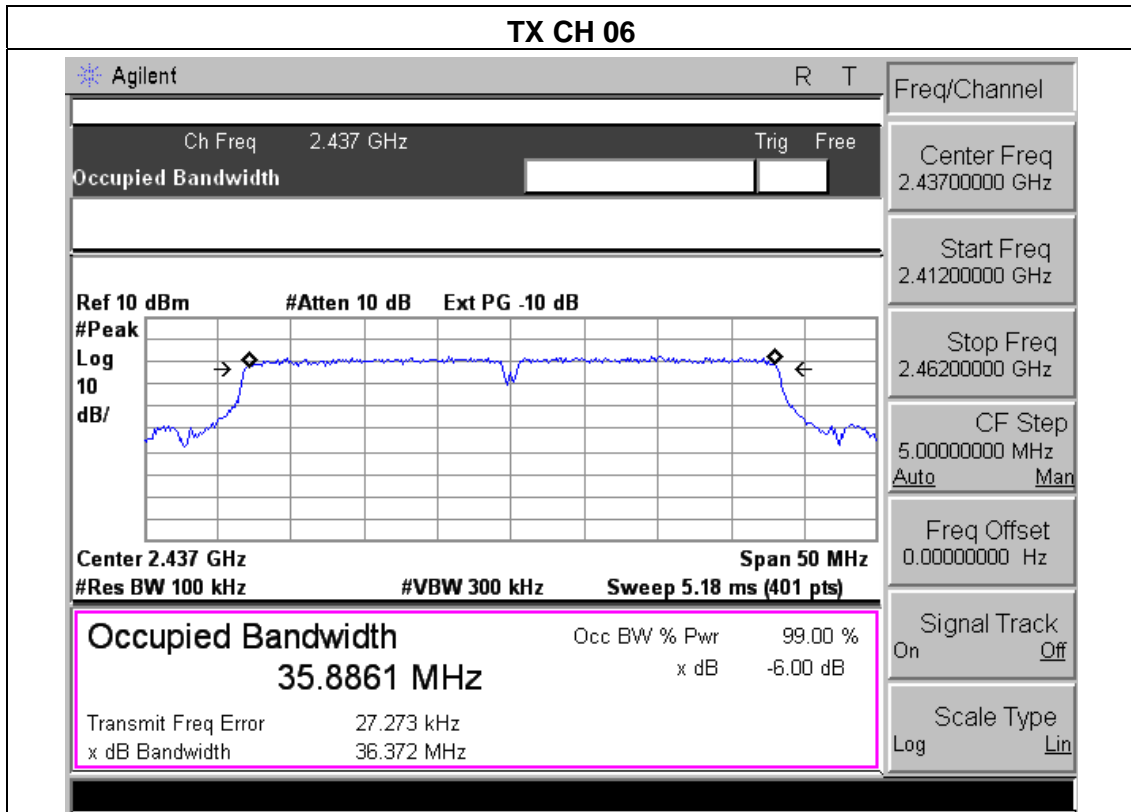 TX CH 06
Agilent R T
Ch Freq 2.437 GHz Trig Free
Occupied Bandwidth
Ref 10 dBm #Atten 10 dB Ext PG -10 dB
#Peak
Log
10
dB/
Center 2.437 GHz Span 50 MHz
#Res BW 100 kHz #VBW 300 kHz Sweep 5.18 ms (401 pts)
Occupied Bandwidth Occ BW % Pwr 99.00 %
35.8861 MHz x dB -6.00 dB
Transmit Freq Error 27.273 kHz
x dB Bandwidth 36.372 MHz
Freq/Channel
Center Freq
2.43700000 GHz
Start Freq
2.41200000 GHz
Stop Freq
2.46200000 GHz
CF Step
5.00000000 MHz
Auto Man
Freq Offset
0.00000000 Hz
Signal Track
On Off
Scale Type
Log Lin